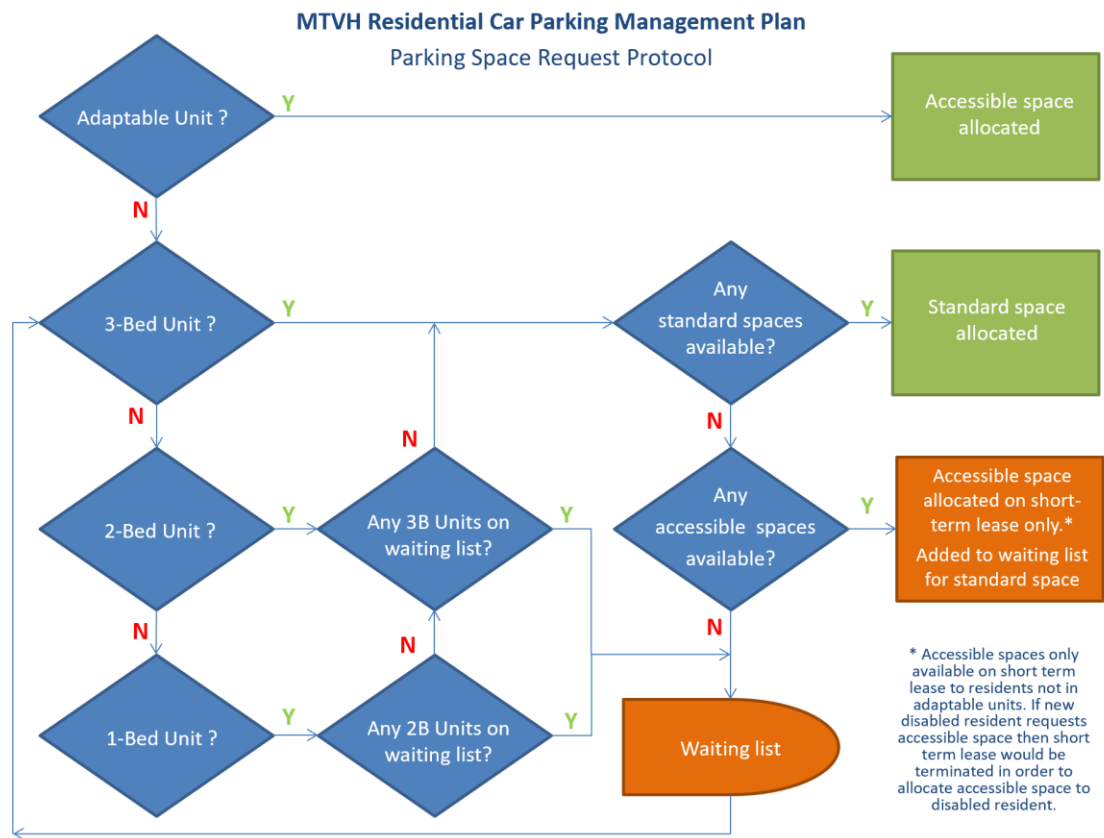 MTVH Residential Car Parking Management Plan
Parking Space Request Protocol
Adaptable Unit ?
Y
Accessible space
allocated
N
3-Bed Unit ?
Y
Any
standard spaces
available?
Y
Standard space
allocated
N
N
N
2-Bed Unit ?
Y
Any 3B Units on
waiting list?
Y
Any
accessible spaces
available?
Y
Accessible space
allocated on short-
term lease only.*
Added to waiting list
for standard space
N
N
N
1-Bed Unit ?
Y
Any 2B Units on
waiting list?
Y
Waiting list
* Accessible spaces only
available on short term
lease to residents not in
adaptable units. If new
disabled resident requests
accessible space then short
term lease would be
terminated in order to
allocate accessible space to
disabled resident.